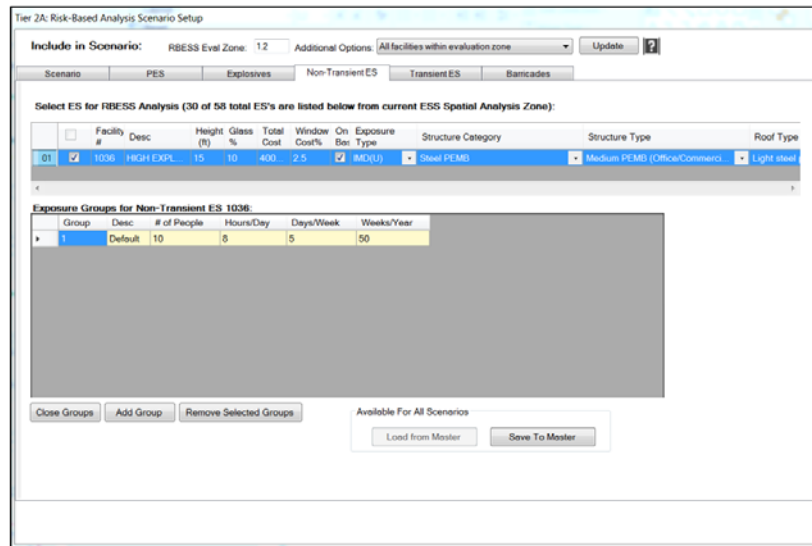 Tier 2A: Risk-Based Analysis Scenario Setup
Include in Scenario: RBESS Eval Zone: 1.2 Additional Options: All facilities within evaluation zone Update ?
Scenario PES Explosives Non-Transient ES Transient ES Barricades
Select ES for RBESS Analysis (30 of 58 total ES's are listed below from current ESS Spatial Analysis Zone):
Facility # Desc Height (ft) Glass % Total Cost Window Cost% On Bas Exposure Type Structure Category Structure Type Roof Type
01 1036 HIGH EXPL... 15 10 400... 2.5 IMD(U) Steel PEMB Medium PEMB (Office/Commerci... Light steel
Exposure Groups for Non-Transient ES 1036:
Group Desc # of People Hours/Day Days/Week Weeks/Year
1 Default 10 8 5 50
Close Groups Add Group Remove Selected Groups
Available For All Scenarios
Load from Master Save To Master